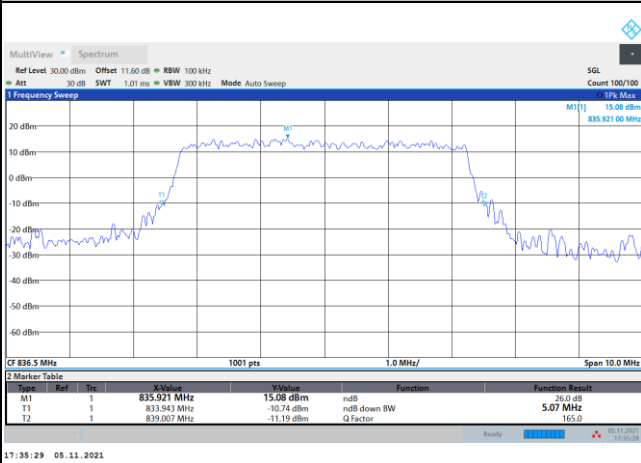 MultiView Spectrum
Ref Level 30.00 dBm Offset 11.60 dB RBW 100 kHz SGL
Att 30 dB SWT 1.01 ms VBW 300 kHz Mode Auto Sweep Count 100/100
1 Frequency Sweep 1Pk Max
M1[1] 15.08 dBm
835.921 00 MHz
20 dBm
M1
10 dBm
0 dBm
T1
T2
-10 dBm
-20 dBm
-30 dBm
-40 dBm
-50 dBm
-60 dBm
CF 836.5 MHz 1001 pts 1.0 MHz/ Span 10.0 MHz
2 Marker Table
Type Ref Trc X-Value Y-Value Function Function Result
M1 1 835.921 MHz 15.08 dBm ndB 26.0 dB
T1 1 833.943 MHz -10.74 dBm ndB down BW 5.07 MHz
T2 1 839.007 MHz -11.19 dBm Q Factor 165.0
Ready 05.11.2021
17:35:28
17:35:29 05.11.2021